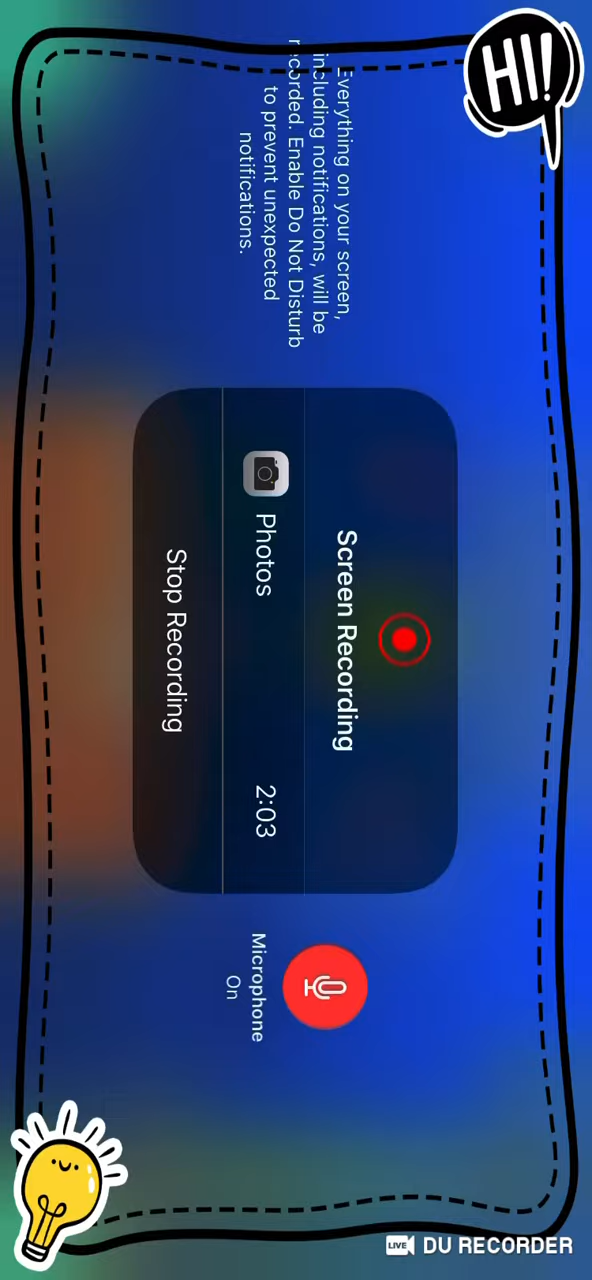 HI!
Everything on your screen,
including notifications, will be
recorded. Enable Do Not Disturb
to prevent unexpected
notifications.
Screen Recording
Photos 2:03
Stop Recording
Microphone
On
LIVE DU RECORDER